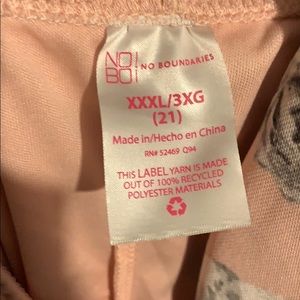 NO
BO
NO BOUNDARIES
XXXL/3XG
(21)
Made in/Hecho en China
RN# 52469 Q94
THIS LABEL YARN IS MADE
OUT OF 100% RECYCLED
POLYESTER MATERIALS